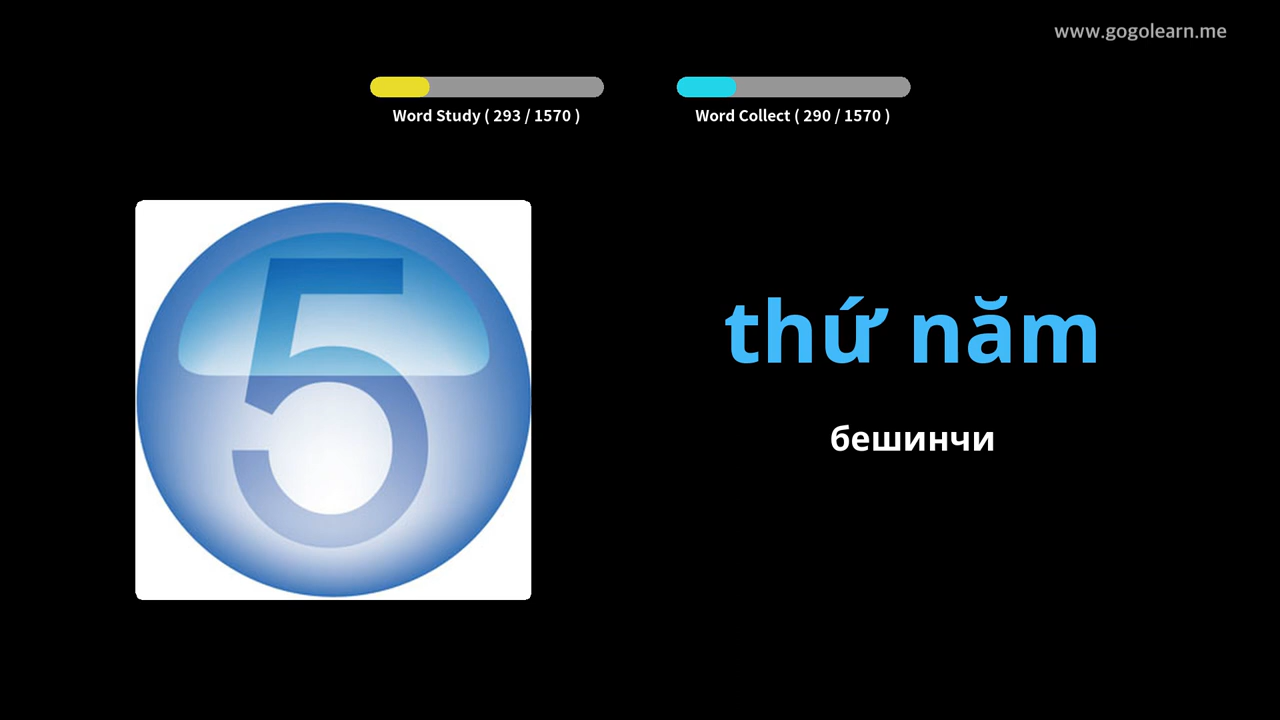 www.gogolearn.me
Word Study ( 293 / 1570 )
Word Collect ( 290 / 1570 )
5
thứ năm
бешинчи